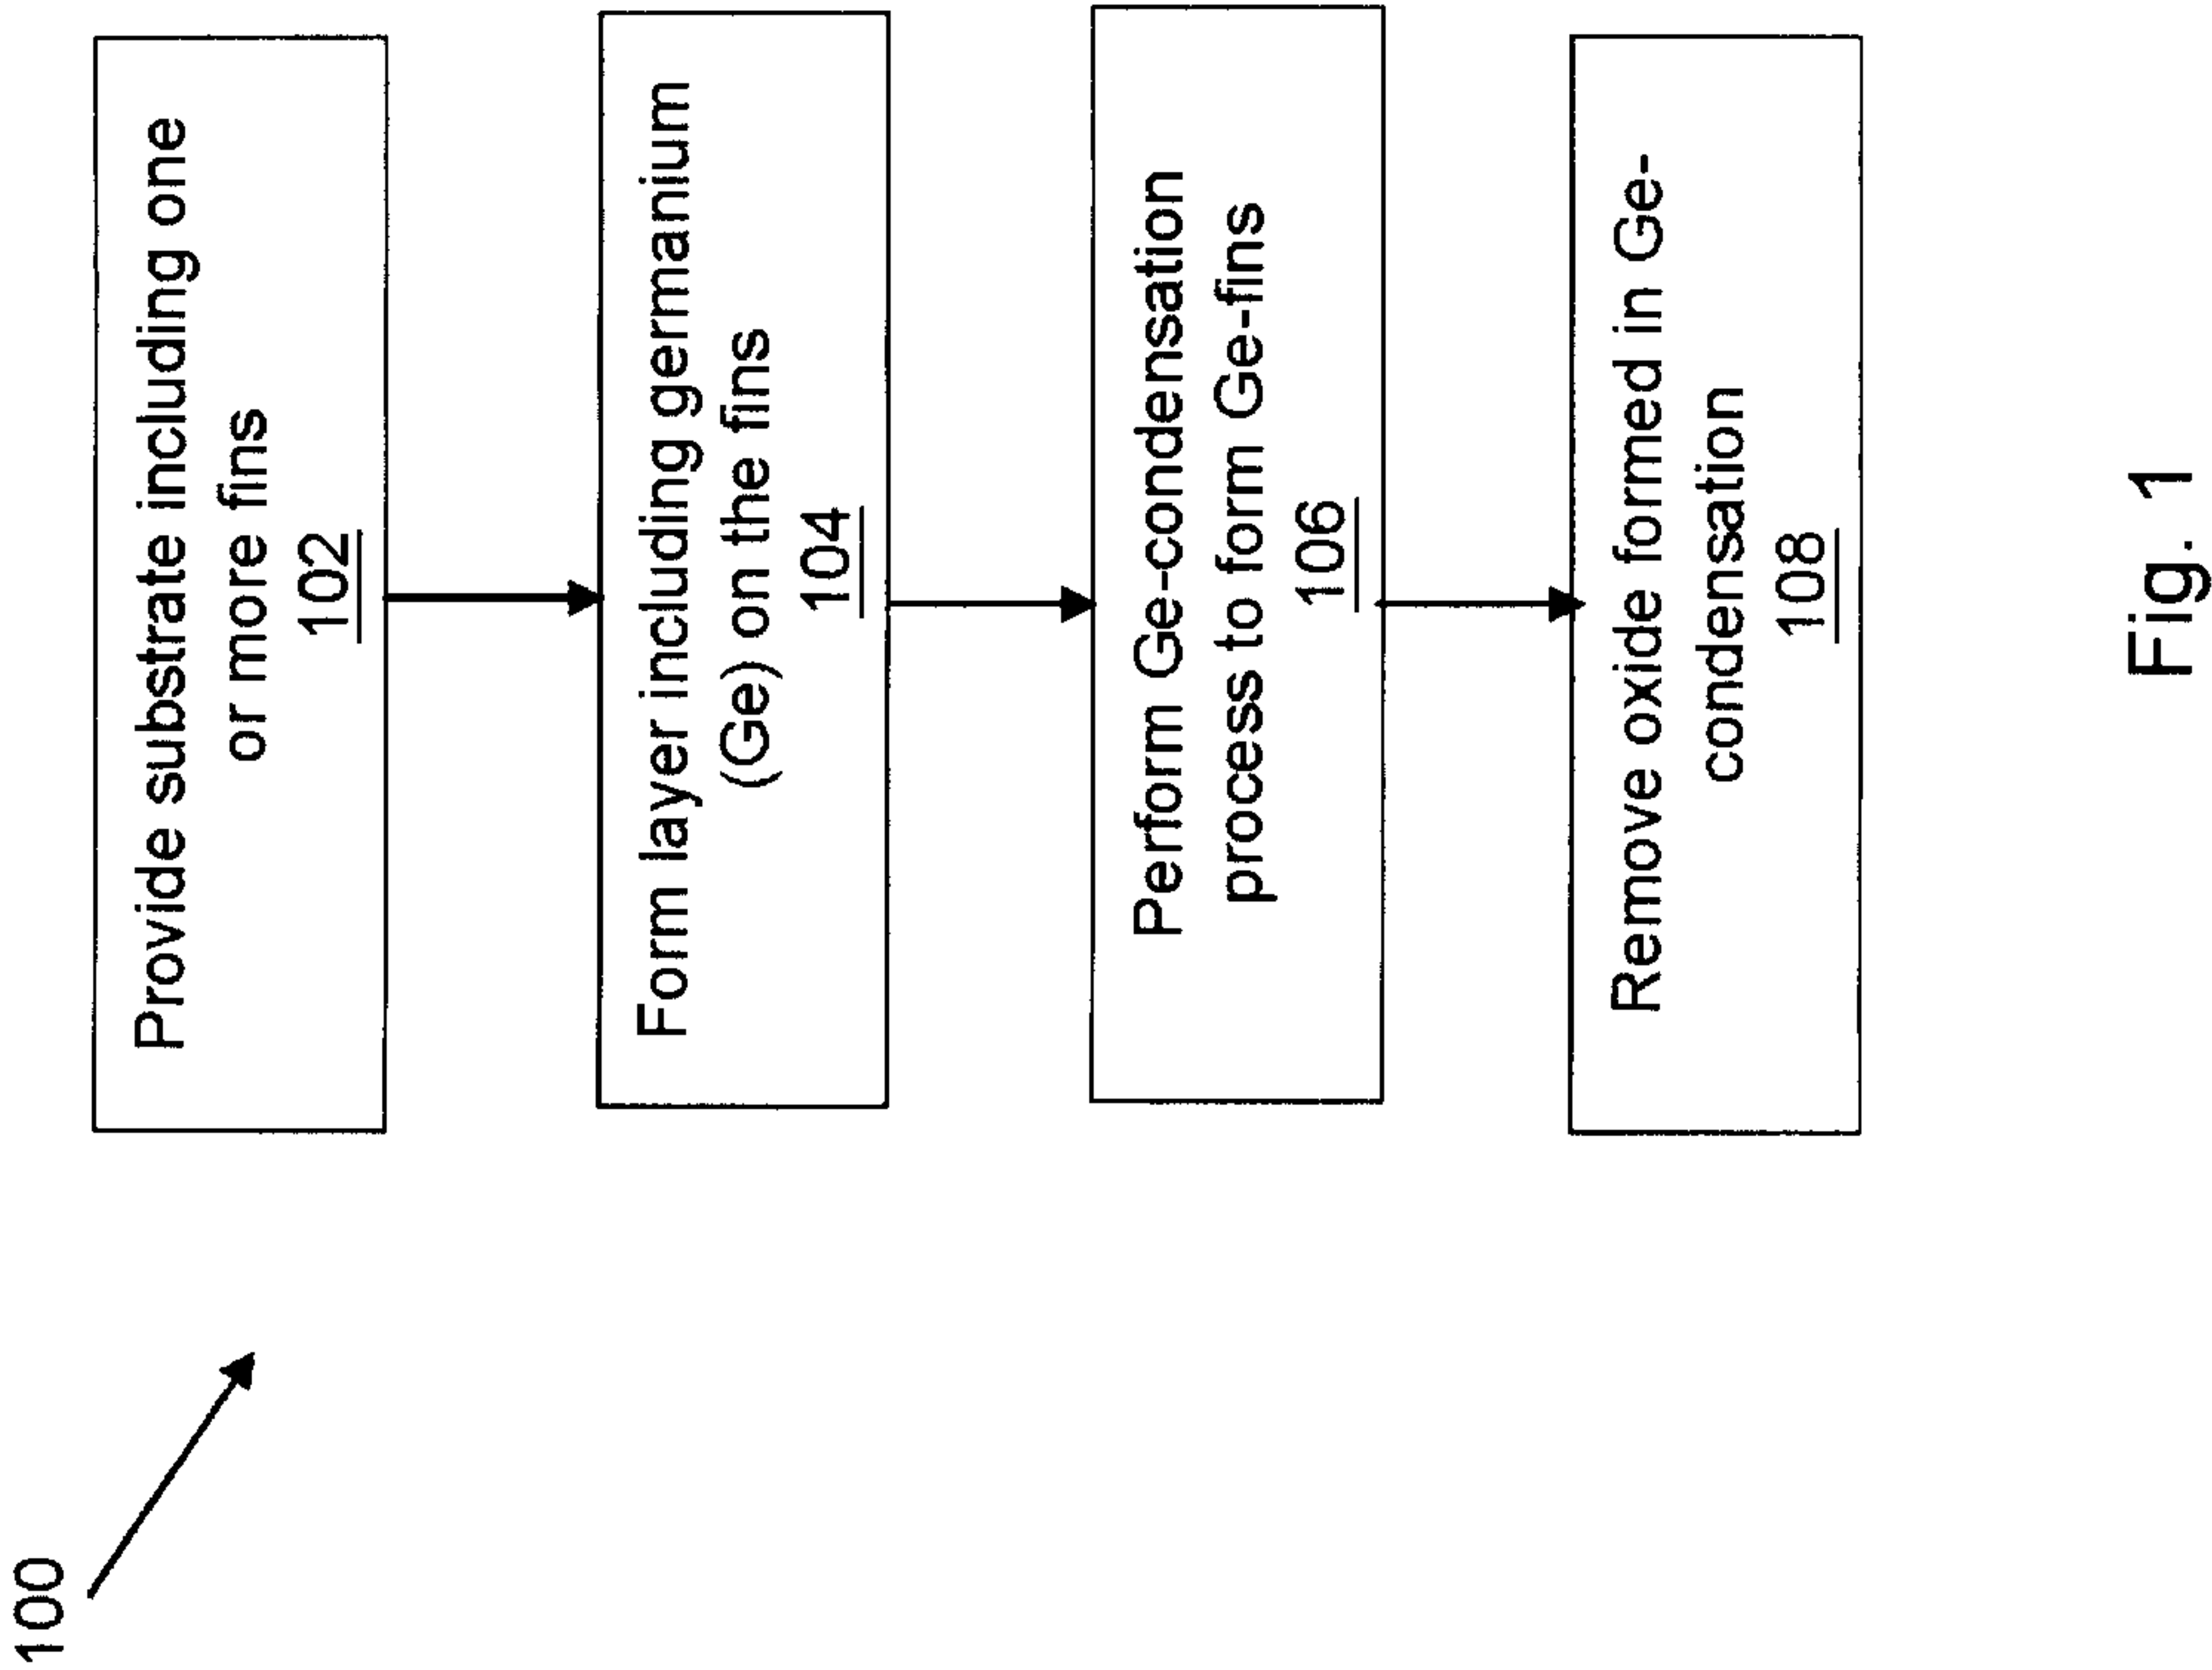 100
Provide substrate including one
or more fins
102
Form layer including germanium
(Ge) on the fins
104
Perform Ge-condensation
process to form Ge-fins
106
Remove oxide formed in Ge-
condensation
108
Fig. 1